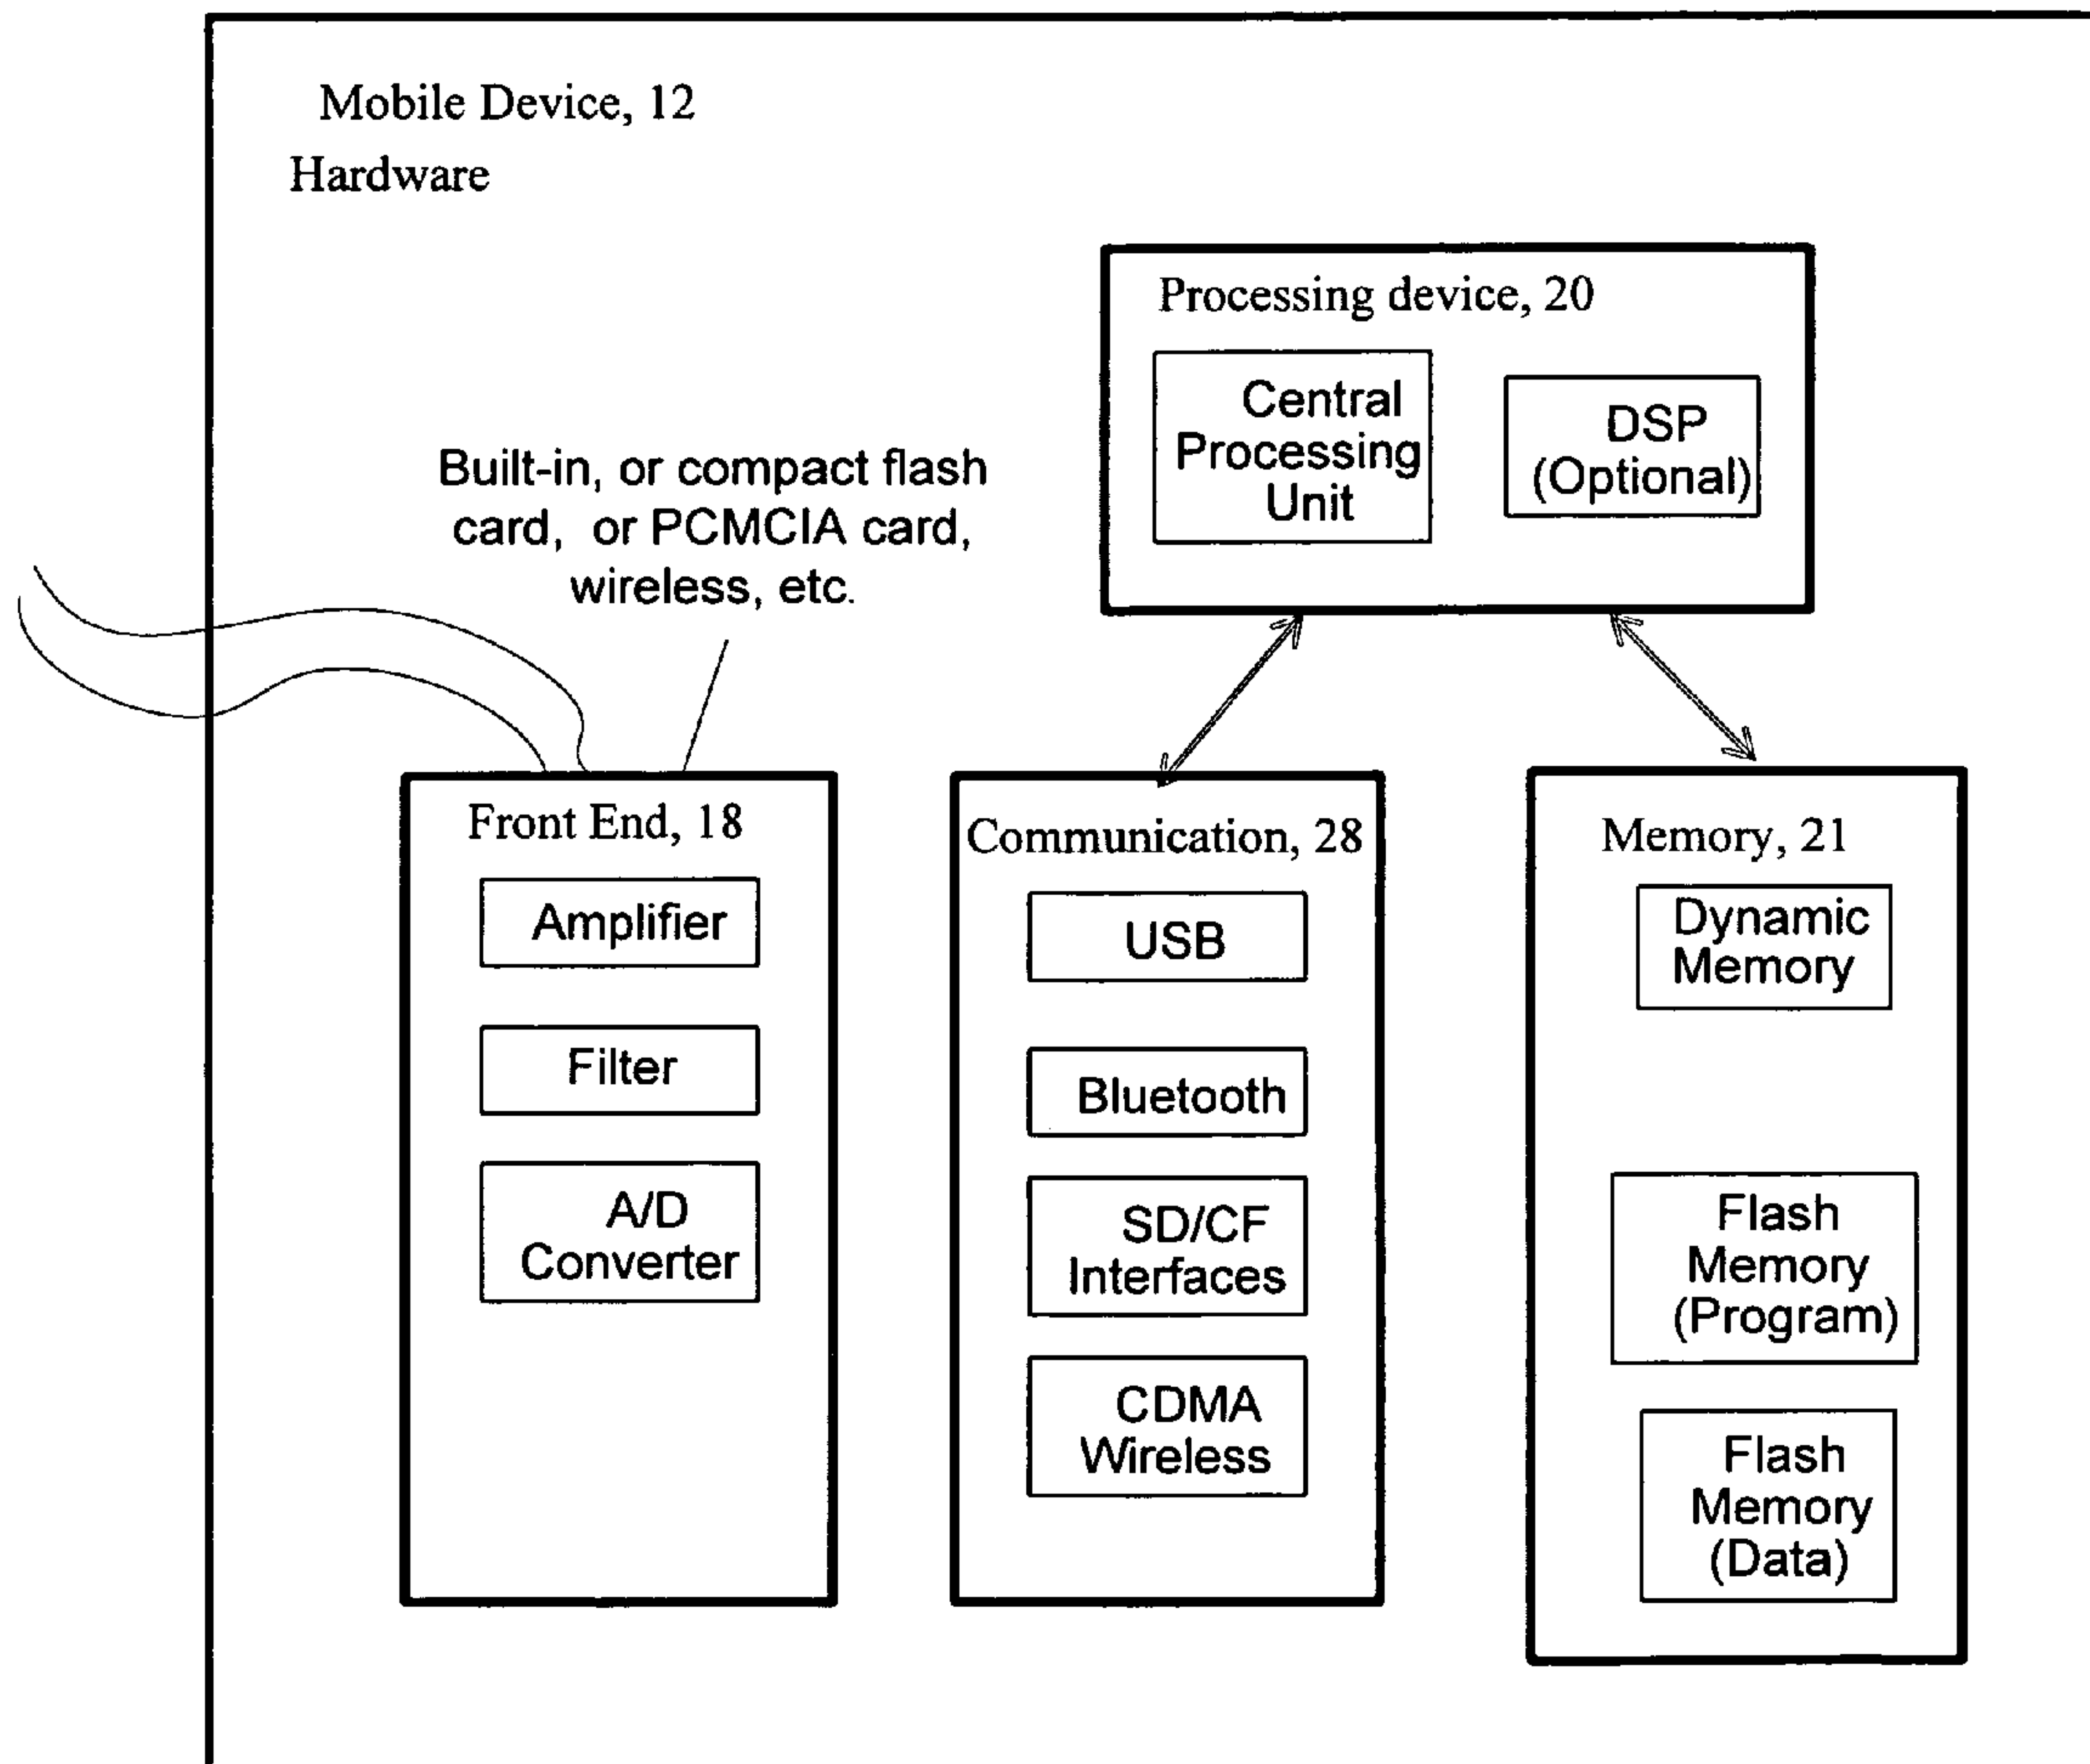 Mobile Device, 12
Hardware
Processing device, 20
Central
Processing
Unit
DSP
(Optional)
Built-in, or compact flash
card, or PCMCIA card,
wireless, etc.
Front End, 18
Amplifier
Filter
A/D
Converter
Communication, 28
USB
Bluetooth
SD/CF
Interfaces
CDMA
Wireless
Memory, 21
Dynamic
Memory
Flash
Memory
(Program)
Flash
Memory
(Data)